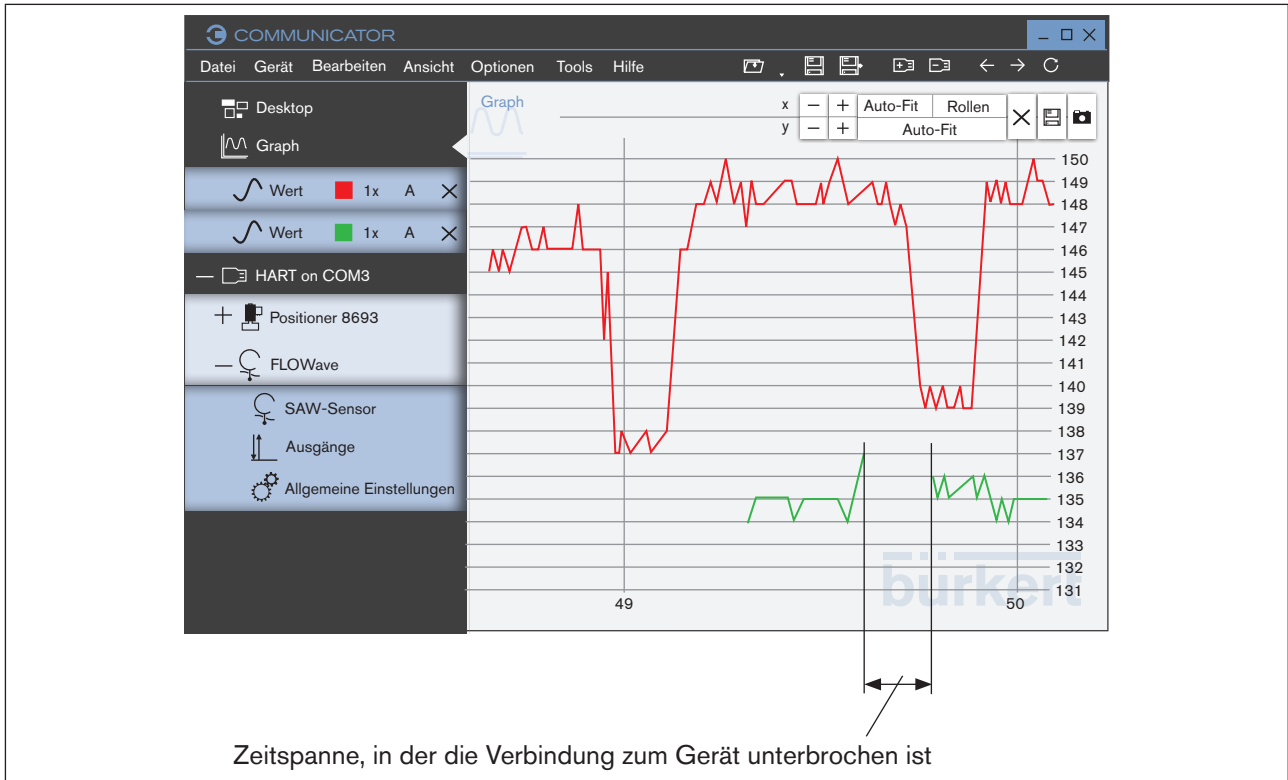 COMMUNICATOR
Datei Gerät Bearbeiten Ansicht Optionen Tools Hilfe
Desktop
Graph
Wert 1x A
Wert 1x A
HART on COM3
Positioner 8693
FLOWave
SAW-Sensor
Ausgänge
Allgemeine Einstellungen
Graph
x − + Auto-Fit Rollen
y − + Auto-Fit
150
149
148
147
146
145
144
143
142
141
140
139
138
137
136
135
134
133
132
131
bürkert
49 50
Zeitspanne, in der die Verbindung zum Gerät unterbrochen ist